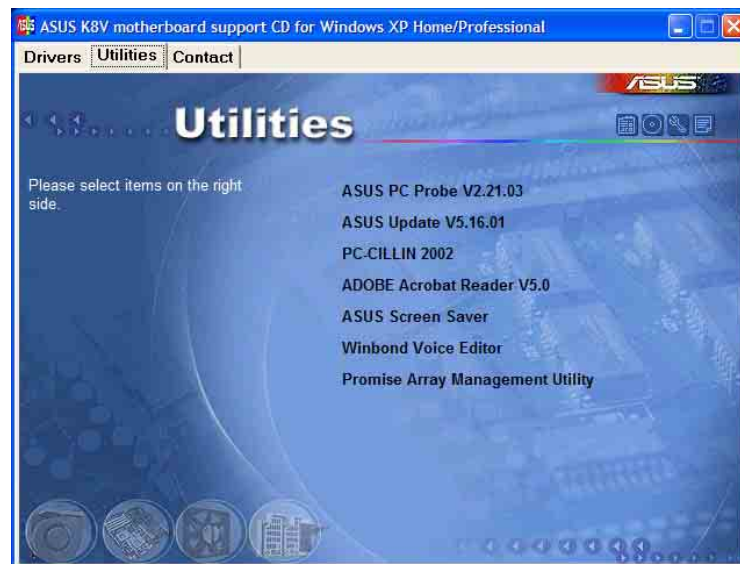 ASUS K8V motherboard support CD for Windows XP Home/Professional
Drivers Utilities Contact
ASUS
Utilities
Please select items on the right
side.
ASUS PC Probe V2.21.03
ASUS Update V5.16.01
PC-CILLIN 2002
ADOBE Acrobat Reader V5.0
ASUS Screen Saver
Winbond Voice Editor
Promise Array Management Utility